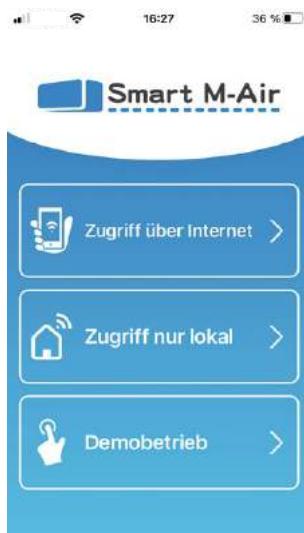 16:27
36 %
Smart M-Air
Zugriff über Internet
Zugriff nur lokal
Demobetrieb